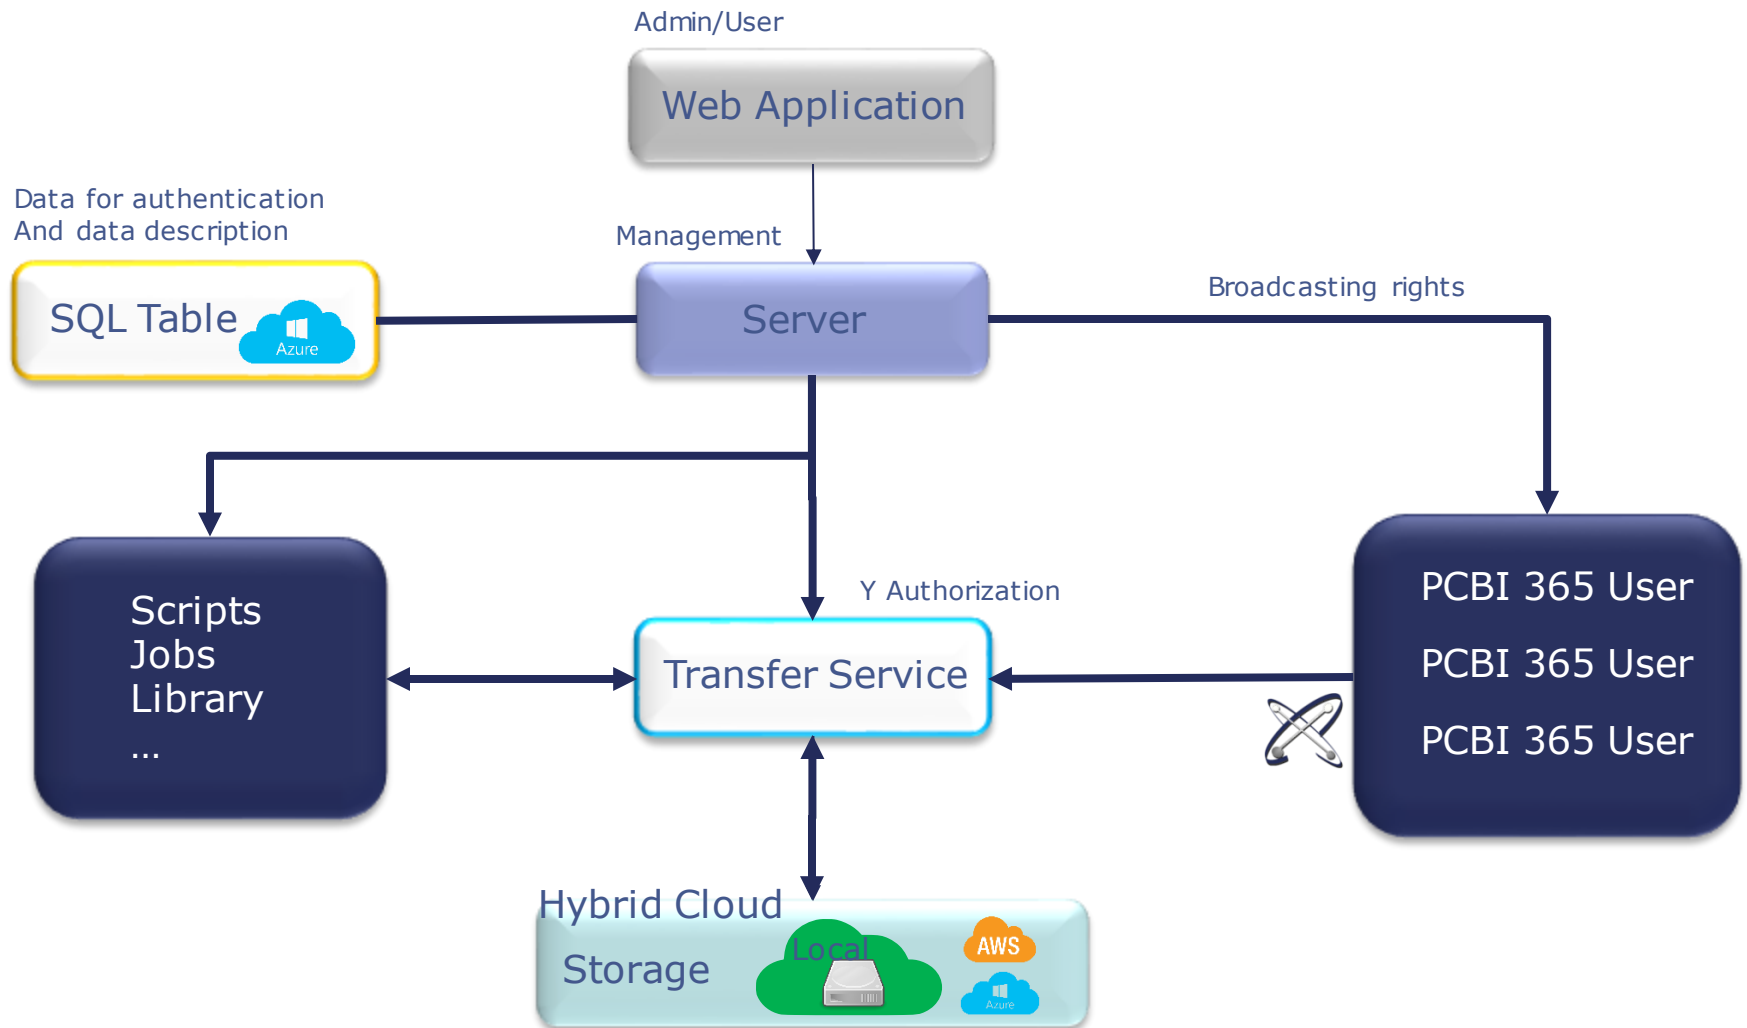 Admin/User
Web Application
Data for authentication
And data description
Management
SQL Table
Azure
Server
Broadcasting rights
Scripts
Jobs
Library
...
Y Authorization
Transfer Service
PCBI 365 User
PCBI 365 User
PCBI 365 User
Hybrid Cloud
Storage
Local
AWS
Azure